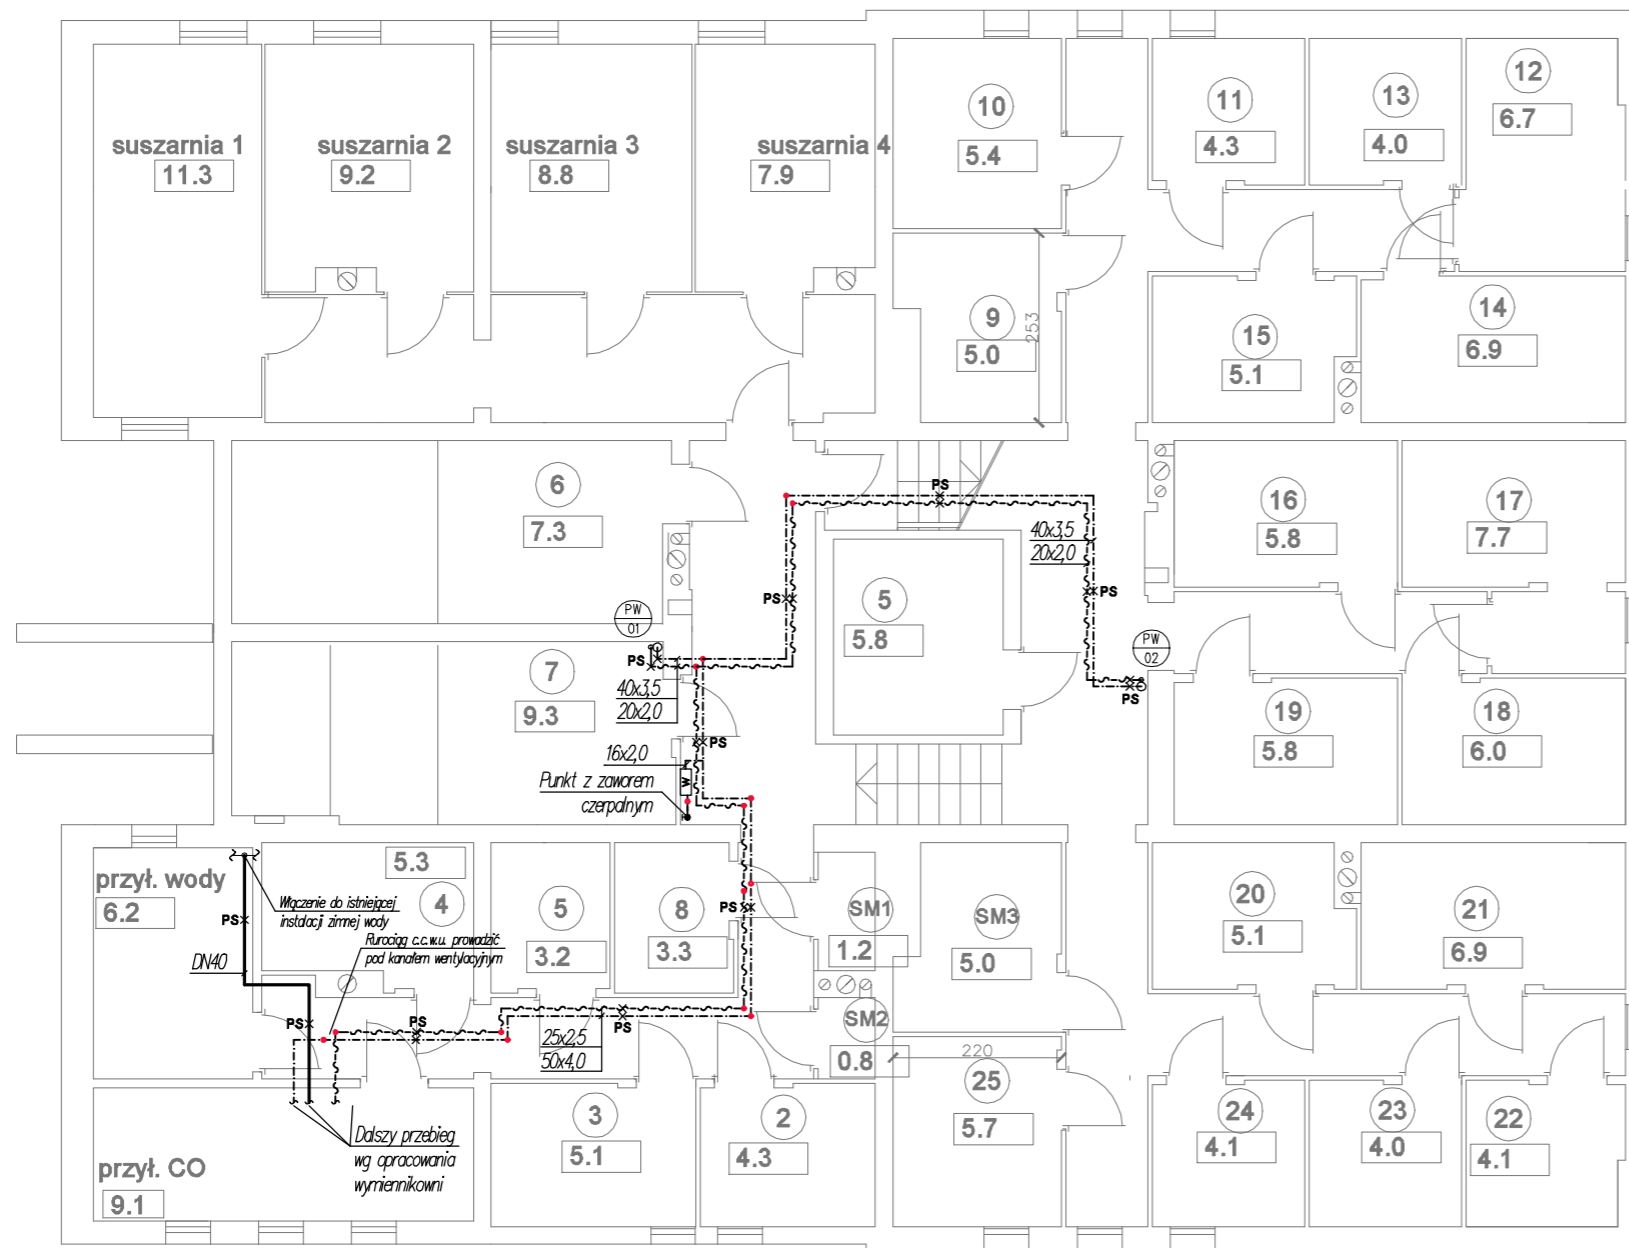 suszarnia 1
11.3
suszarnia 2
9.2
suszarnia 3
8.8
suszarnia 4
7.9
10
5.4
11
4.3
13
4.0
12
6.7
9
5.0
253
15
5.1
14
6.9
6
7.3
16
5.8
17
7.7
PS
40x3,5
20x2,0
PS
PS
5
5.8
PW
01
PS
PW
02
PS
7
9.3
40x3,5
20x2,0
19
5.8
18
6.0
16x2,0
PS
W
Punkt z zaworem
czerpalnym
przył. wody
6.2
PS
DN40
Włączenie do istniejącej
instalacji zimnej wody
5.3
4
Rurociąg c.c.w.u. prowadzić
pod kanałem wentylacyjnym
5
3.2
8
3.3
PS
SM1
1.2
SM3
5.0
20
5.1
21
6.9
PS
PS
PS
25x2,5
50x4,0
SM2
0.8
220
25
5.7
3
5.1
2
4.3
24
4.1
23
4.0
22
4.1
Dalszy przebieg
wg opracowania
wymiennikowni
przył. CO
9.1